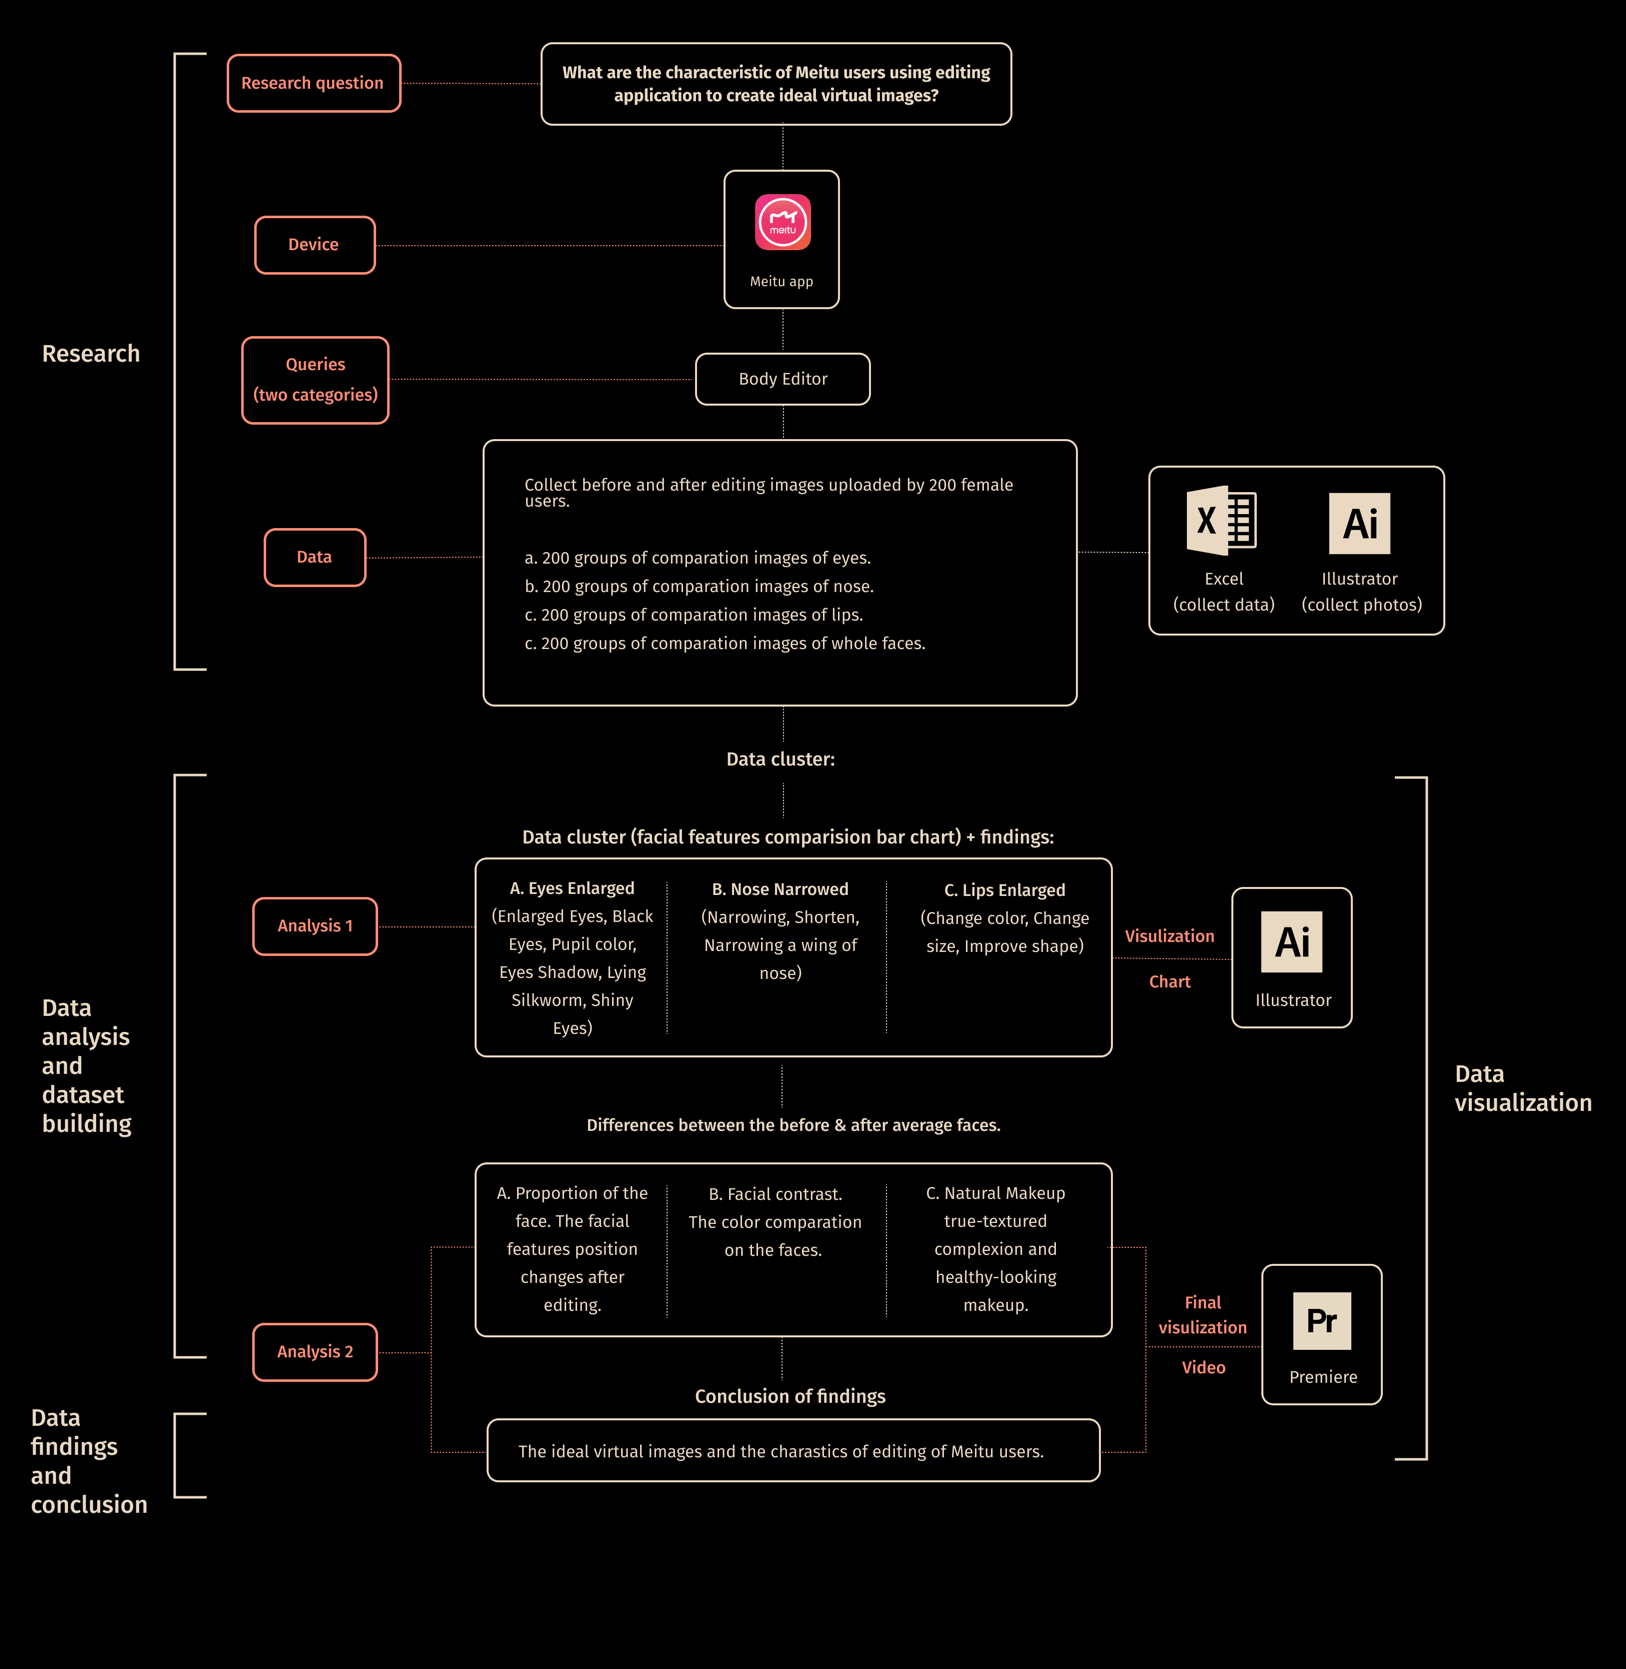 Research question
What are the characteristic of Meitu users using editing
application to create ideal virtual images?
meitu
Meitu app
Device
Research
Queries
(two categories)
Body Editor
Data
Collect before and after editing images uploaded by 200 female
users.
a. 200 groups of comparation images of eyes.
b. 200 groups of comparation images of nose.
c. 200 groups of comparation images of lips.
c. 200 groups of comparation images of whole faces.
X
Excel
(collect data)
Ai
Illustrator
(collect photos)
Data cluster:
Data cluster (facial features comparision bar chart) + findings:
Analysis 1
A. Eyes Enlarged
(Enlarged Eyes, Black
Eyes, Pupil color,
Eyes Shadow, Lying
Silkworm, Shiny
Eyes)
B. Nose Narrowed
(Narrowing, Shorten,
Narrowing a wing of
nose)
C. Lips Enlarged
(Change color, Change
size, Improve shape)
Visulization
Chart
Ai
Illustrator
Data
analysis
and
dataset
building
Data
visualization
Differences between the before & after average faces.
A. Proportion of the
face. The facial
features position
changes after
editing.
B. Facial contrast.
The color comparation
on the faces.
C. Natural Makeup
true-textured
complexion and
healthy-looking
makeup.
Analysis 2
Final
visulization
Video
Pr
Premiere
Conclusion of findings
The ideal virtual images and the charastics of editing of Meitu users.
Data
findings
and
conclusion